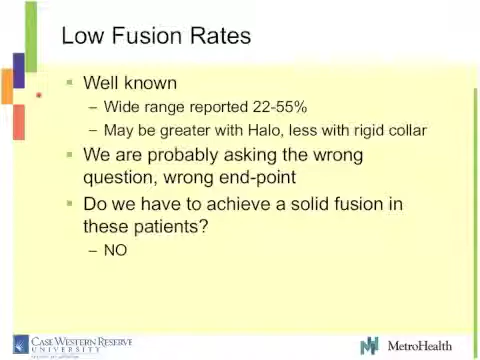 Low Fusion Rates
Well known
– Wide range reported 22-55%
– May be greater with Halo, less with rigid collar
We are probably asking the wrong
question, wrong end-point
Do we have to achieve a solid fusion in
these patients?
– NO
CASE WESTERN RESERVE
UNIVERSITY
MetroHealth